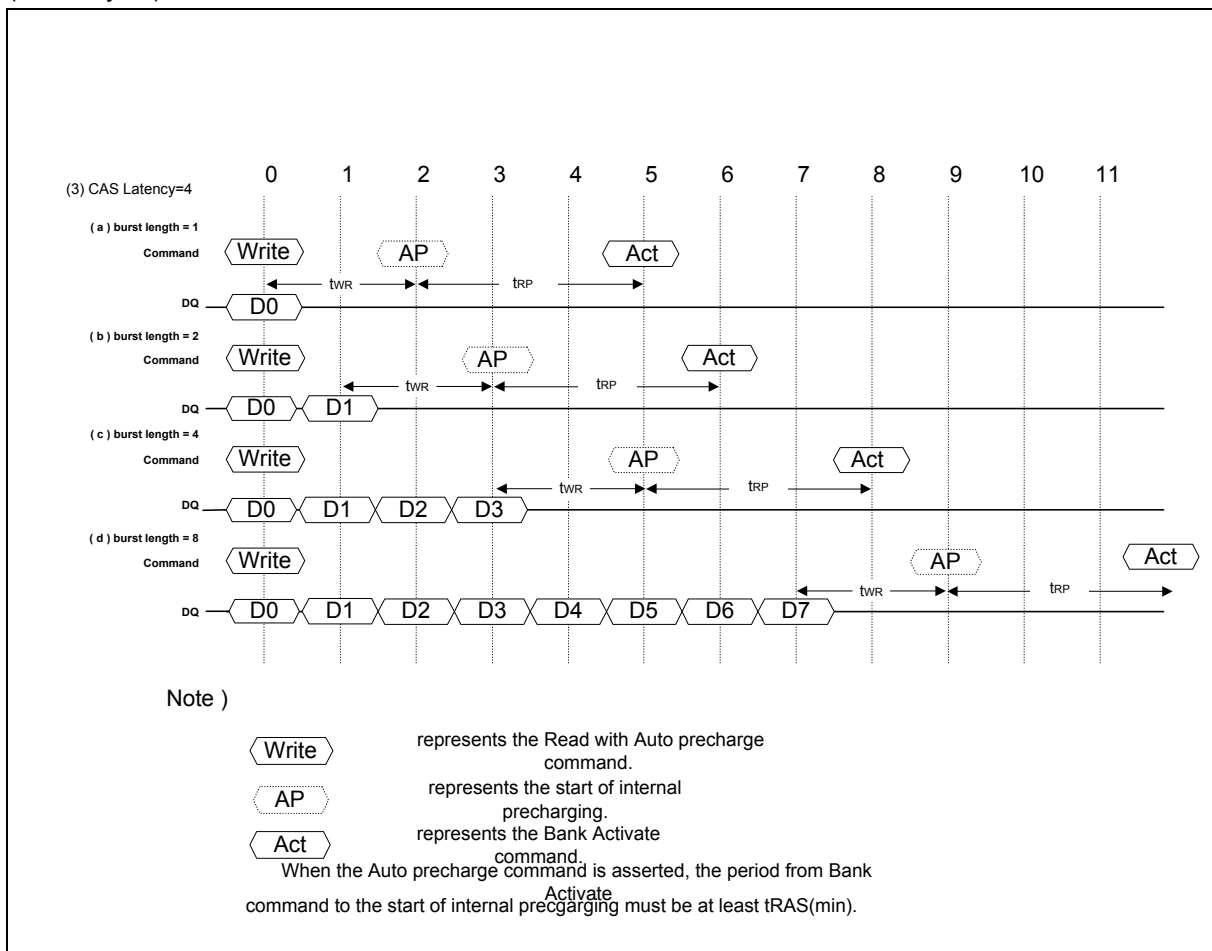 0 1 2 3 4 5 6 7 8 9 10 11
(3) CAS Latency=4
( a ) burst length = 1
Command Write AP Act
tWR tRP
DQ D0
( b ) burst length = 2
Command Write AP Act
tWR tRP
DQ D0 D1
( c ) burst length = 4
Command Write AP Act
tWR tRP
DQ D0 D1 D2 D3
( d ) burst length = 8
Command Write AP Act
tWR tRP
DQ D0 D1 D2 D3 D4 D5 D6 D7
Note )
Write represents the Read with Auto precharge
command.
AP represents the start of internal
precharging.
Act represents the Bank Activate
command.
When the Auto precharge command is asserted, the period from Bank
Activate
command to the start of internal precgarging must be at least tRAS(min).